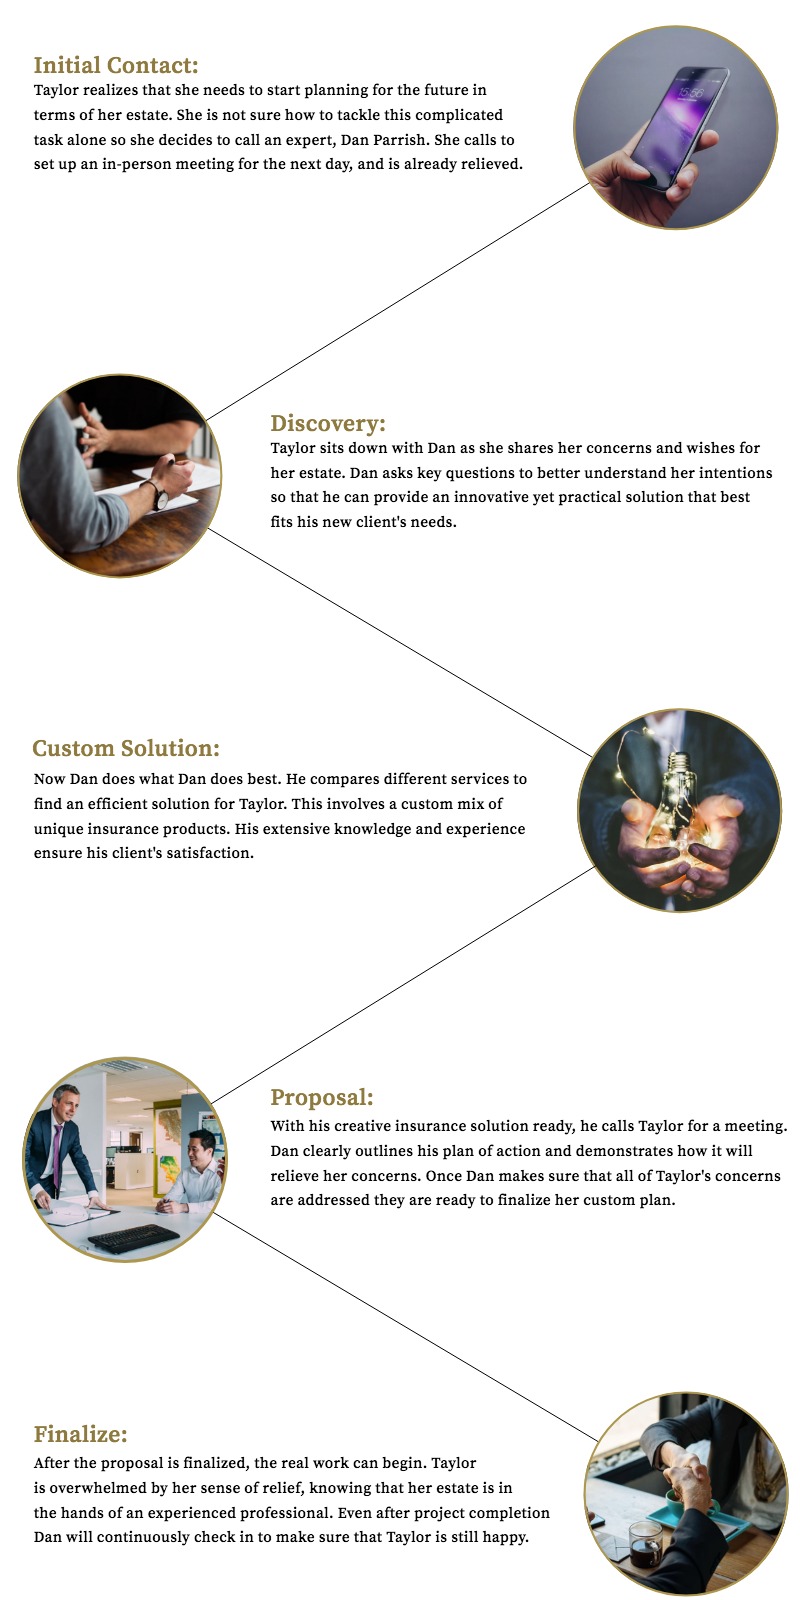 Initial Contact:
Taylor realizes that she needs to start planning for the future in
terms of her estate. She is not sure how to tackle this complicated
task alone so she decides to call an expert, Dan Parrish. She calls to
set up an in-person meeting for the next day, and is already relieved.
15:56
Discovery:
Taylor sits down with Dan as she shares her concerns and wishes for
her estate. Dan asks key questions to better understand her intentions
so that he can provide an innovative yet practical solution that best
fits his new client's needs.
Custom Solution:
Now Dan does what Dan does best. He compares different services to
find an efficient solution for Taylor. This involves a custom mix of
unique insurance products. His extensive knowledge and experience
ensure his client's satisfaction.
Proposal:
With his creative insurance solution ready, he calls Taylor for a meeting.
Dan clearly outlines his plan of action and demonstrates how it will
relieve her concerns. Once Dan makes sure that all of Taylor's concerns
are addressed they are ready to finalize her custom plan.
Finalize:
After the proposal is finalized, the real work can begin. Taylor
is overwhelmed by her sense of relief, knowing that her estate is in
the hands of an experienced professional. Even after project completion
Dan will continuously check in to make sure that Taylor is still happy.